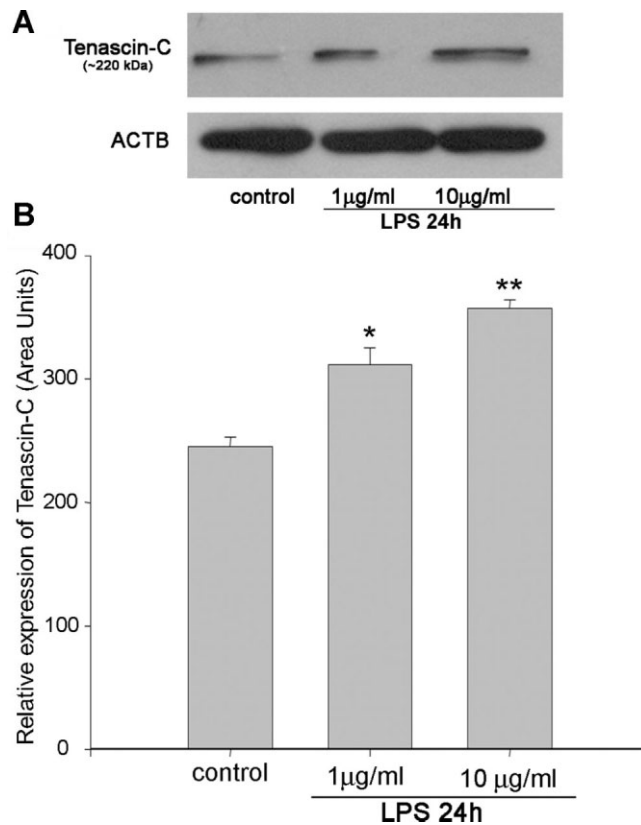 A
Tenascin-C
(~220 kDa)
ACTB
control 1μg/ml 10μg/ml
LPS 24h
B
Relative expression of Tenascin-C (Area Units)
400
300
200
100
0
*
**
control 1μg/ml 10 μg/ml
LPS 24h